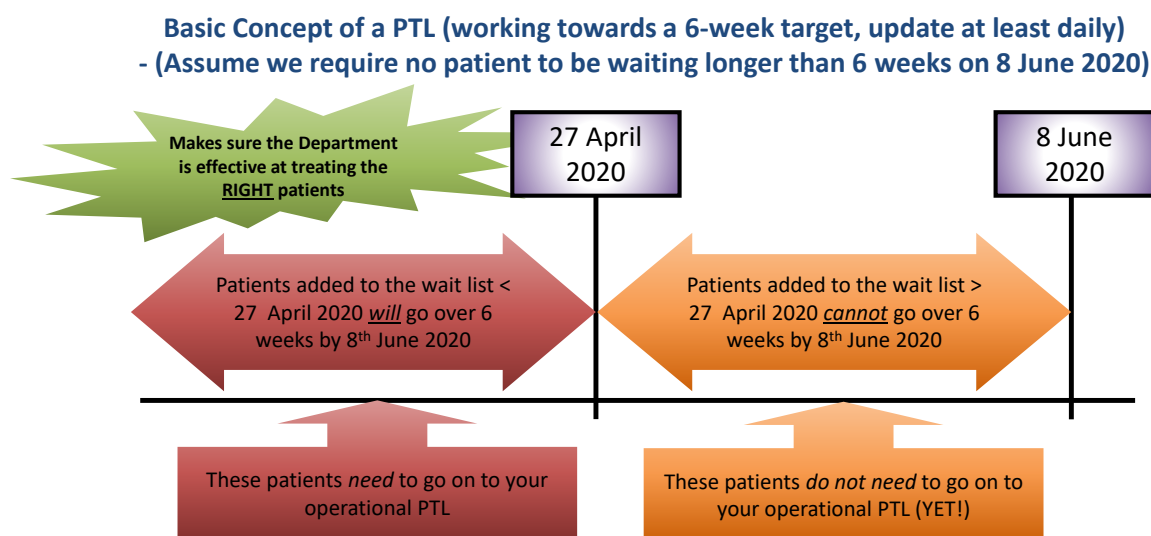 Basic Concept of a PTL (working towards a 6-week target, update at least daily)
- (Assume we require no patient to be waiting longer than 6 weeks on 8 June 2020)
Makes sure the Department
is effective at treating the
RIGHT patients
27 April
2020
8 June
2020
Patients added to the wait list <
27  April 2020 will go over 6
weeks by 8th June 2020
Patients added to the wait list >
27  April 2020 cannot go over 6
weeks by 8th June 2020
These patients need to go on to your
operational PTL
These patients do not need to go on to
your operational PTL (YET!)